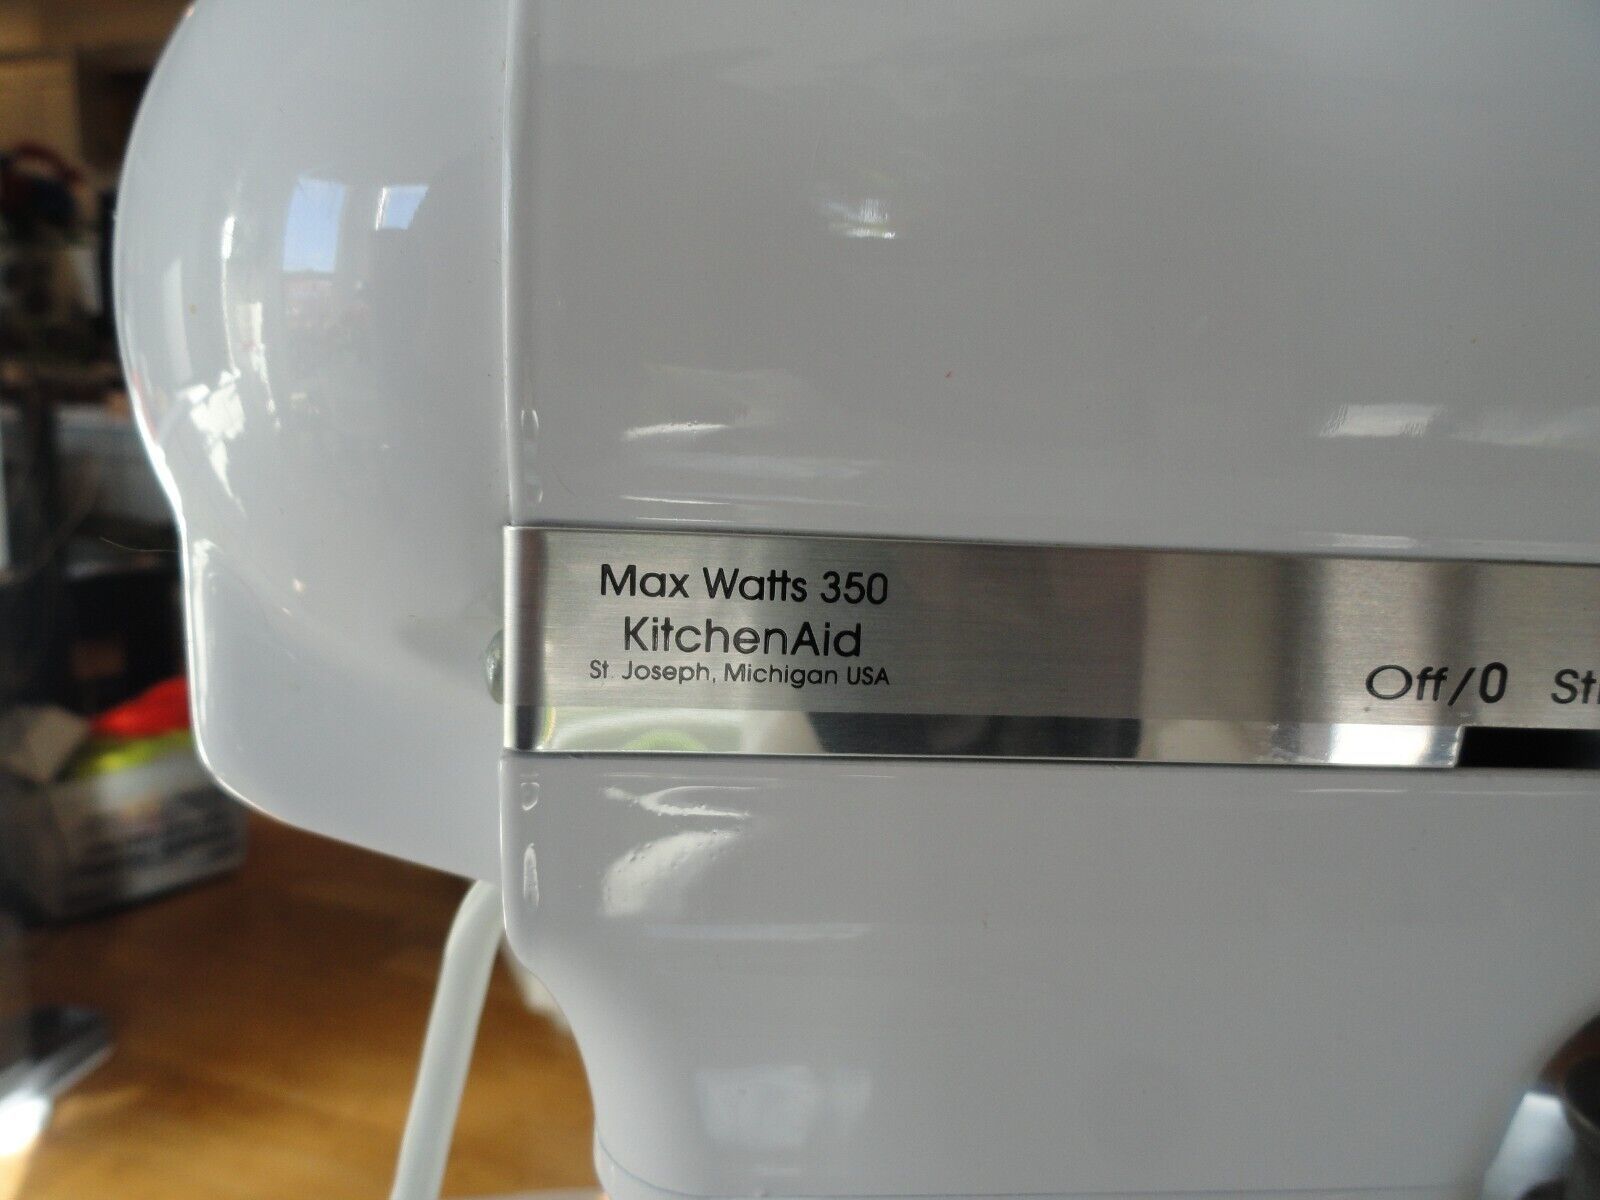 Max Watts 350
KitchenAid
St. Joseph, Michigan USA
Off/0